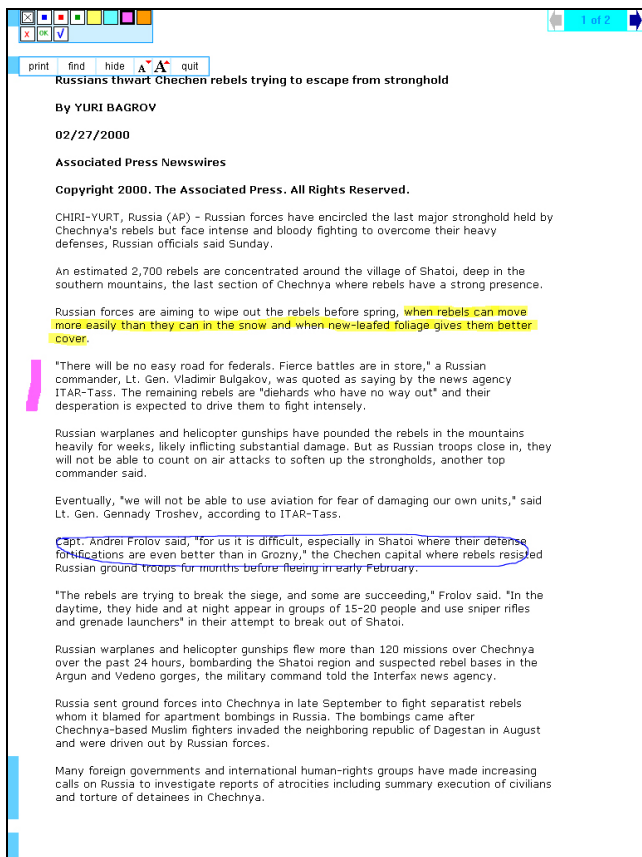 1 of 2
x OK √
print find hide A A quit
Russians thwart Chechen rebels trying to escape from stronghold
By YURI BAGROV
02/27/2000
Associated Press Newswires
Copyright 2000. The Associated Press. All Rights Reserved.
CHIRI-YURT, Russia (AP) - Russian forces have encircled the last major stronghold held by
Chechnya's rebels but face intense and bloody fighting to overcome their heavy
defenses, Russian officials said Sunday.
An estimated 2,700 rebels are concentrated around the village of Shatoi, deep in the
southern mountains, the last section of Chechnya where rebels have a strong presence.
Russian forces are aiming to wipe out the rebels before spring, when rebels can move
more easily than they can in the snow and when new-leafed foliage gives them better
cover.
"There will be no easy road for federals. Fierce battles are in store," a Russian
commander, Lt. Gen. Vladimir Bulgakov, was quoted as saying by the news agency
ITAR-Tass. The remaining rebels are "diehards who have no way out" and their
desperation is expected to drive them to fight intensely.
Russian warplanes and helicopter gunships have pounded the rebels in the mountains
heavily for weeks, likely inflicting substantial damage. But as Russian troops close in, they
will not be able to count on air attacks to soften up the strongholds, another top
commander said.
Eventually, "we will not be able to use aviation for fear of damaging our own units," said
Lt. Gen. Gennady Troshev, according to ITAR-Tass.
Capt. Andrei Frolov said, "for us it is difficult, especially in Shatoi where their defense
fortifications are even better than in Grozny," the Chechen capital where rebels resisted
Russian ground troops for months before fleeing in early February.
"The rebels are trying to break the siege, and some are succeeding," Frolov said. "In the
daytime, they hide and at night appear in groups of 15-20 people and use sniper rifles
and grenade launchers" in their attempt to break out of Shatoi.
Russian warplanes and helicopter gunships flew more than 120 missions over Chechnya
over the past 24 hours, bombarding the Shatoi region and suspected rebel bases in the
Argun and Vedeno gorges, the military command told the Interfax news agency.
Russia sent ground forces into Chechnya in late September to fight separatist rebels
whom it blamed for apartment bombings in Russia. The bombings came after
Chechnya-based Muslim fighters invaded the neighboring republic of Dagestan in August
and were driven out by Russian forces.
Many foreign governments and international human-rights groups have made increasing
calls on Russia to investigate reports of atrocities including summary execution of civilians
and torture of detainees in Chechnya.